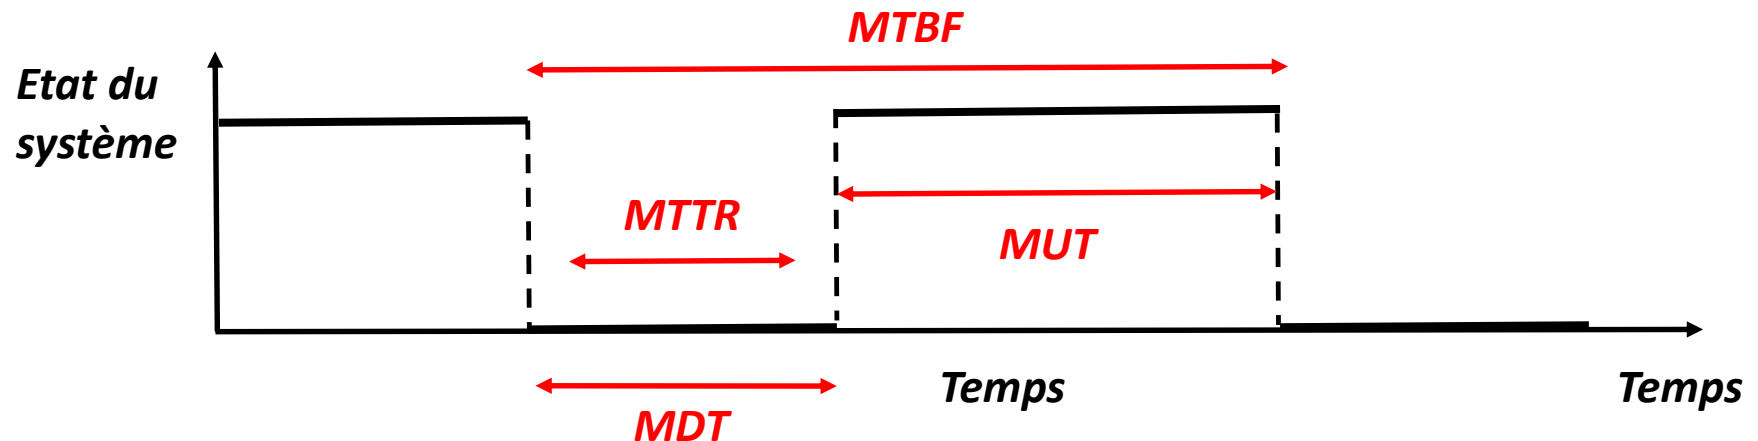 MTBF
Etat du
système
MTTR
MUT
Temps
Temps
MDT